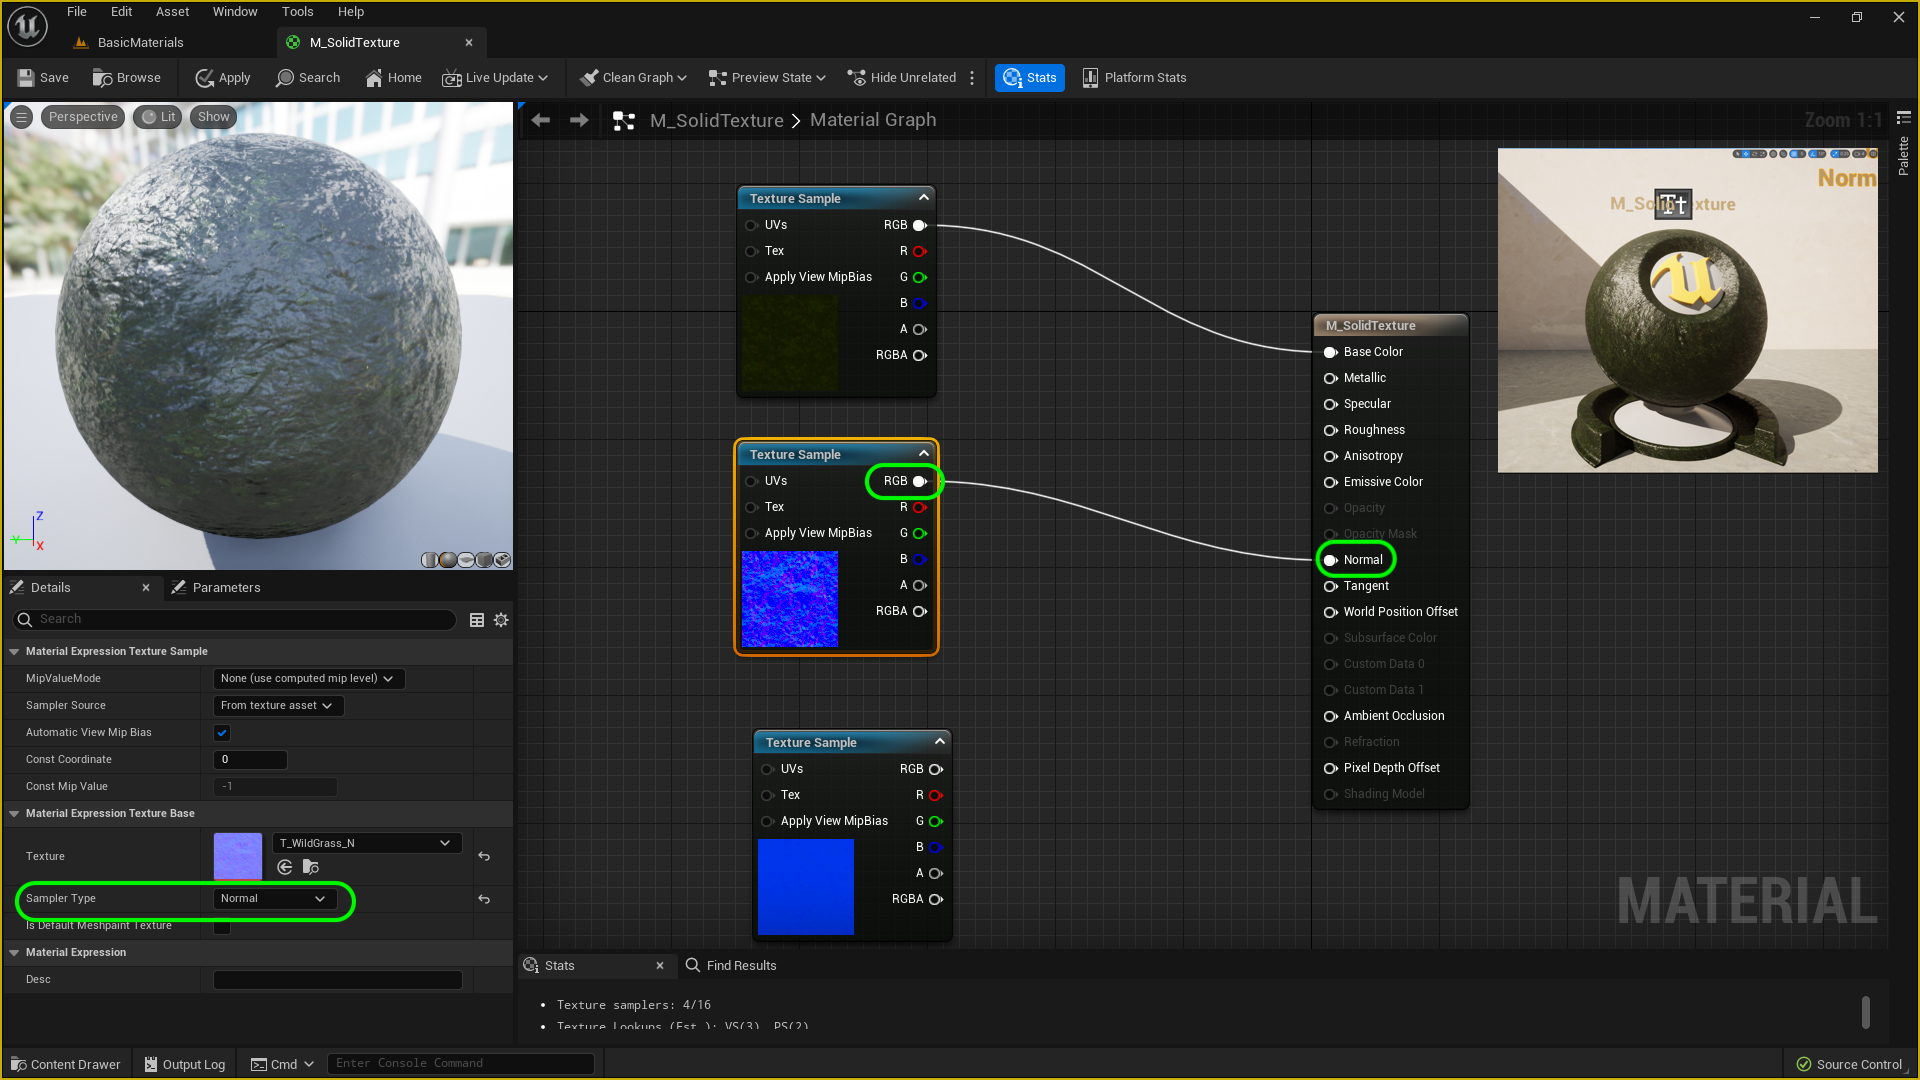 File Edit Asset Window Tools Help
BasicMaterials
M_SolidTexture
Save Browse Apply Search Home Live Update Clean Graph Preview State Hide Unrelated Stats Platform Stats
Perspective Lit Show
M_SolidTexture > Material Graph
Zoom 1:1
Palette
Texture Sample
UVs RGB
Tex R
Apply View MipBias G
B
A
RGBA
Texture Sample
UVs RGB
Tex R
Apply View MipBias G
B
A
RGBA
Texture Sample
UVs RGB
Tex R
Apply View MipBias G
B
A
RGBA
M_SolidTexture
Base Color
Metallic
Specular
Roughness
Anisotropy
Emissive Color
Opacity
Opacity Mask
Normal
Tangent
World Position Offset
Subsurface Color
Custom Data 0
Custom Data 1
Ambient Occlusion
Refraction
Pixel Depth Offset
Shading Model
Norm
Tt
MATERIAL
Z
Y
X
Details Parameters
Search
Material Expression Texture Sample
MipValueMode None (use computed mip level)
Sampler Source From texture asset
Automatic View Mip Bias
Const Coordinate 0
Const Mip Value -1
Material Expression Texture Base
Texture T_WildGrass_N
Sampler Type Normal
Is Default Meshpaint Texture
Material Expression
Desc
Stats Find Results
• Texture samplers: 4/16
• Texture Lookups (Est.): VS(3), PS(2)
Content Drawer Output Log Cmd Enter Console Command Source Control